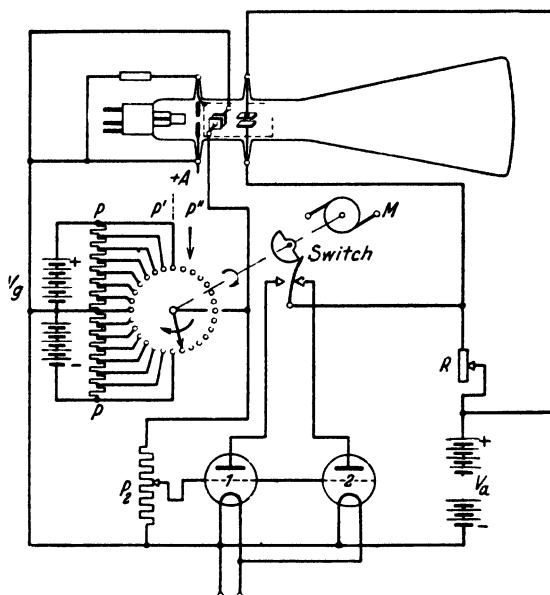 +A
P
P'
P"
M
Switch
+
Vg
-
P
R
+
1
2
P2
Va
-